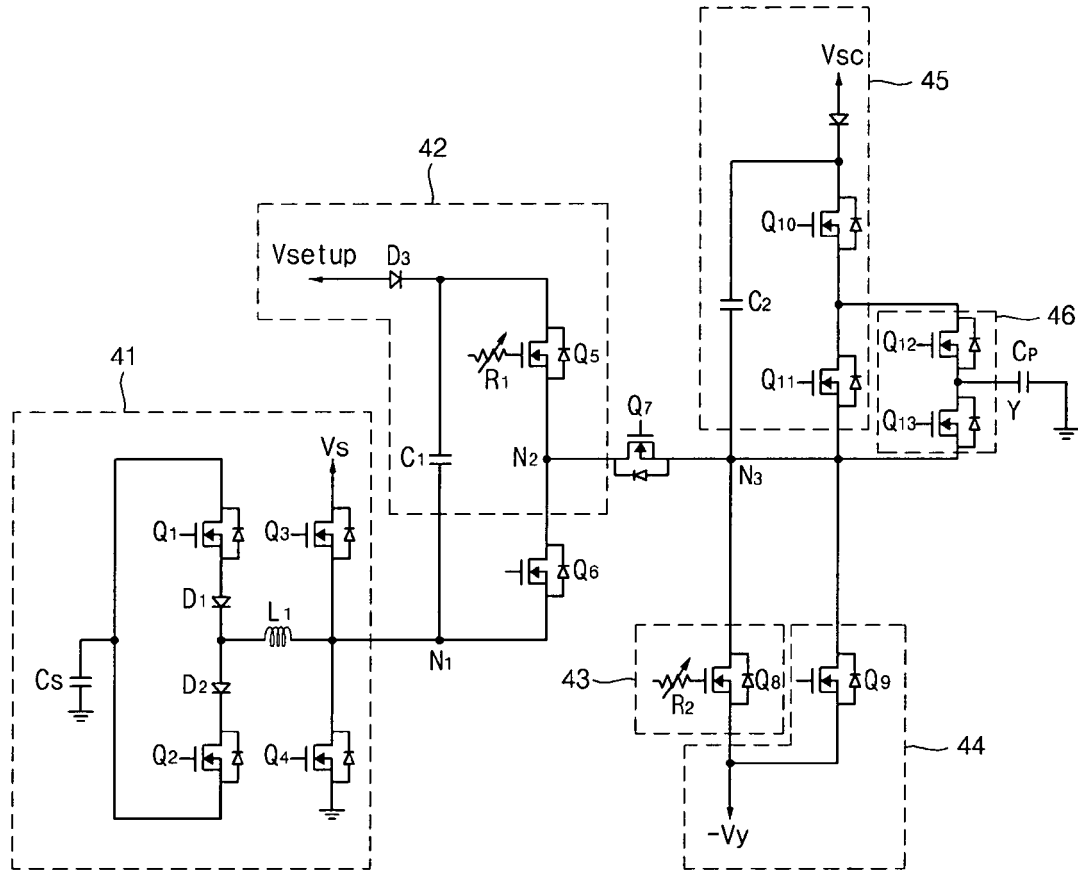 Vsc
45
42
Q10
Vsetup
D3
C2
46
Q12
CP
Q5
R1
41
Q11
Q7
Y
Q13
Vs
C1
N2
N3
Q1
Q3
Q6
D1
L1
N1
Cs
D2
43
R2
Q8
Q9
Q2
Q4
44
-Vy